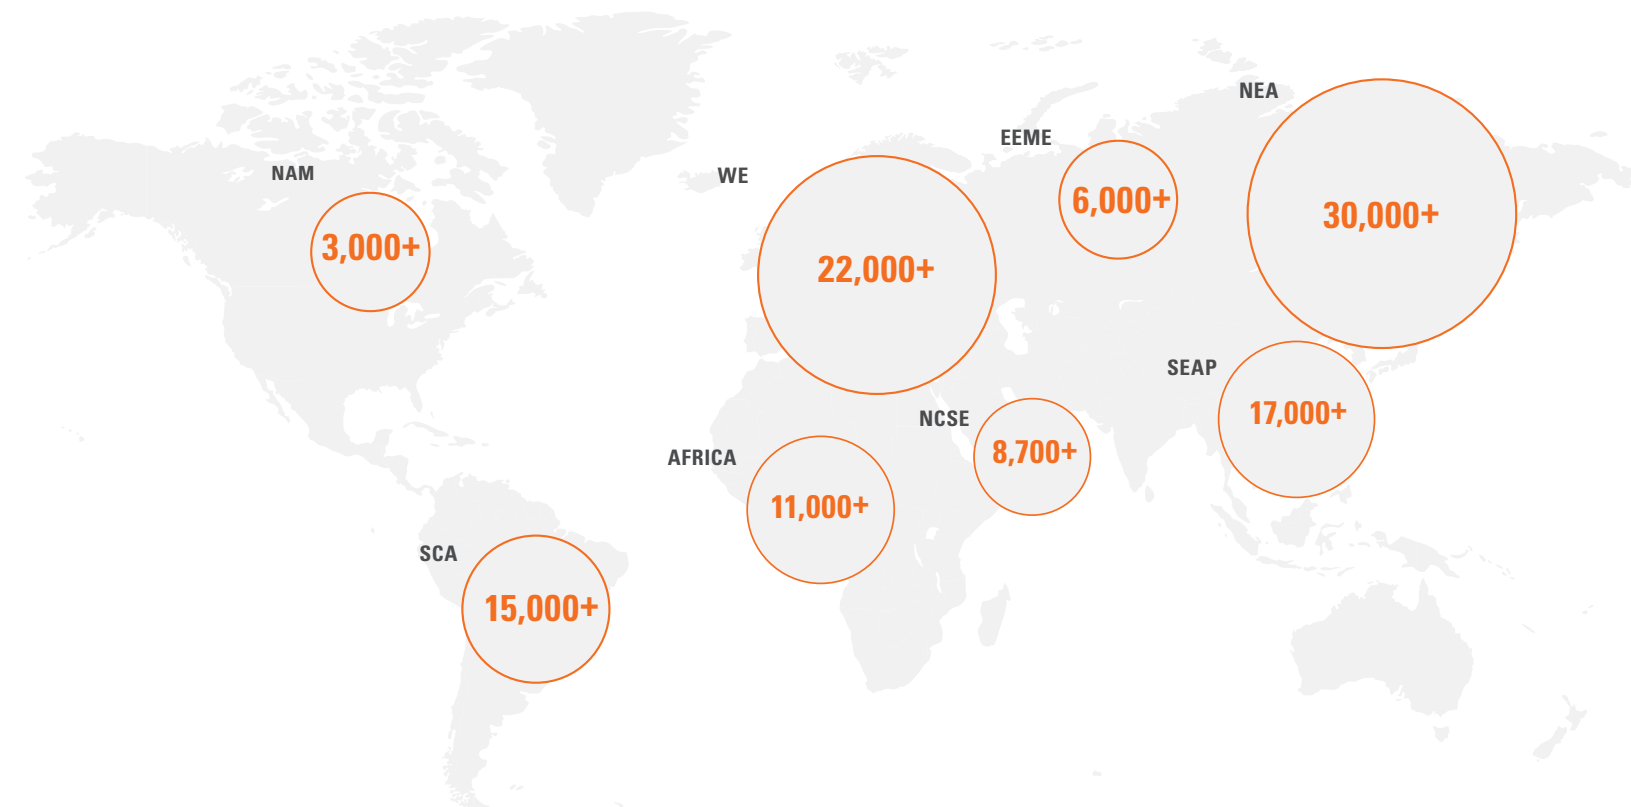 NEA
30,000+
EEME
6,000+
NAM
3,000+
WE
22,000+
SEAP
17,000+
NCSE
8,700+
AFRICA
11,000+
SCA
15,000+